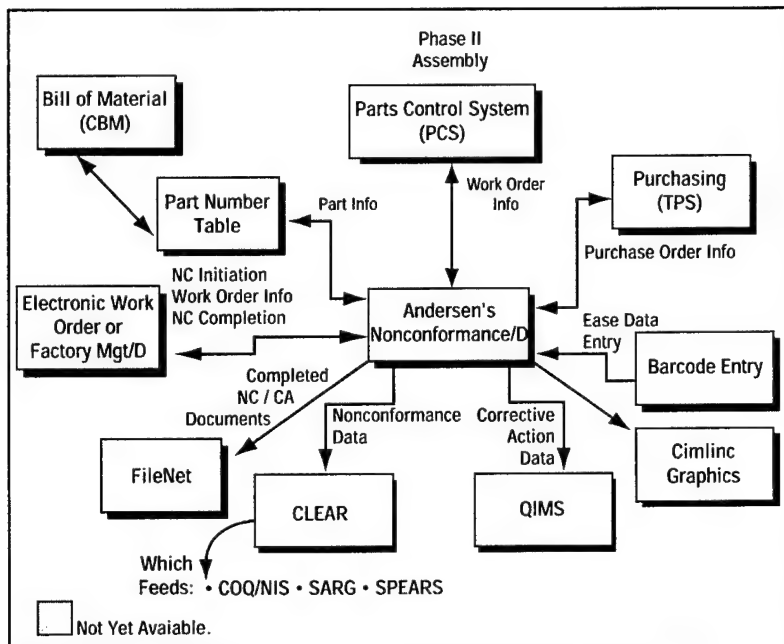 Phase II
Assembly
Bill of Material
(CBM)
Parts Control System
(PCS)
Part Number
Table
Part Info
Work Order
Info
Purchasing
(TPS)
Purchase Order Info
NC Initiation
Work Order Info
NC Completion
Electronic Work
Order or
Factory Mgt/D
Andersen's
Nonconformance/D
Ease Data
Entry
Barcode Entry
Completed
NC / CA
Documents
Nonconformance
Data
Corrective
Action
Data
Cimlinc
Graphics
FileNet
CLEAR
QIMS
Which
Feeds: • COQ/NIS • SARG • SPEARS
Not Yet Avaiable.